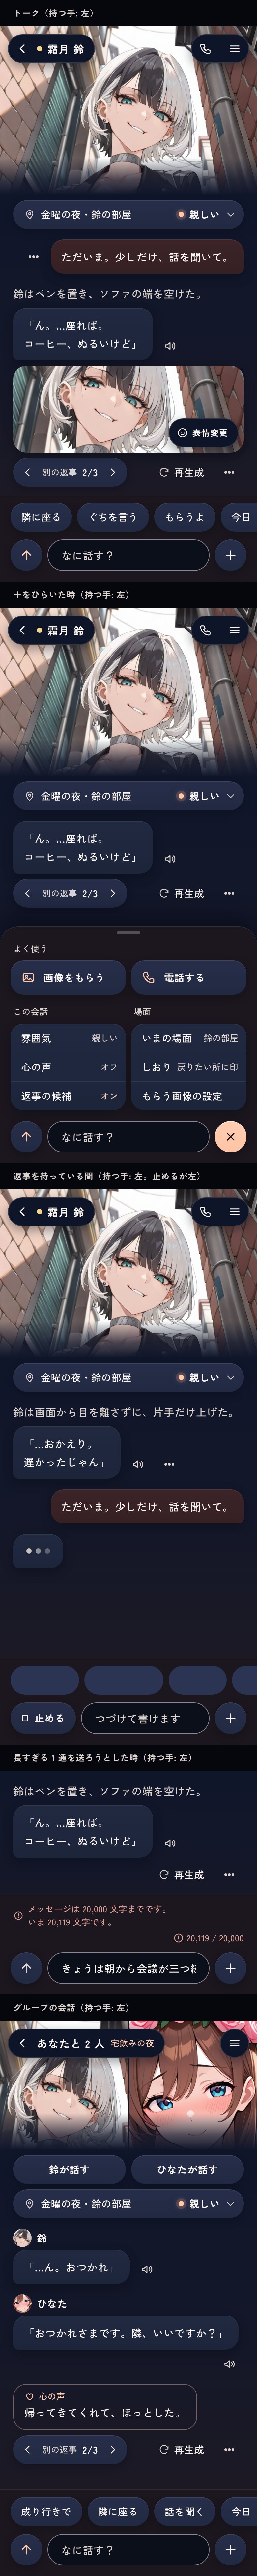 トーク（持つ手: 左）
霜月 鈴
金曜の夜・鈴の部屋
親しい
ただいま。少しだけ、話を聞いて。
鈴はペンを置き、ソファの端を空けた。
「ん。…座れば。
コーヒー、ぬるいけど」
表情変更
別の返事 2/3
再生成
隣に座る
ぐちを言う
もらうよ
今日
なに話す？
＋をひらいた時（持つ手: 左）
霜月 鈴
金曜の夜・鈴の部屋
親しい
「ん。…座れば。
コーヒー、ぬるいけど」
別の返事 2/3
再生成
よく使う
画像をもらう
電話する
この会話
場面
雰囲気 親しい
いまの場面 鈴の部屋
心の声 オフ
しおり 戻りたい所に印
返事の候補 オン
もらう画像の設定
なに話す？
返事を待っている間（持つ手: 左。止めるが左）
霜月 鈴
金曜の夜・鈴の部屋
親しい
鈴は画面から目を離さずに、片手だけ上げた。
「…おかえり。
遅かったじゃん」
ただいま。少しだけ、話を聞いて。
止める
つづけて書けます
長すぎる 1 通を送ろうとした時（持つ手: 左）
鈴はペンを置き、ソファの端を空けた。
「ん。…座れば。
コーヒー、ぬるいけど」
再生成
メッセージは 20,000 文字までです。
いま 20,119 文字です。
20,119 / 20,000
きょうは朝から会議が三つ
グループの会話（持つ手: 左）
あなたと 2 人 宅飲みの夜
鈴が話す
ひなたが話す
金曜の夜・鈴の部屋
親しい
鈴
「…ん。おつかれ」
ひなた
「おつかれさまです。隣、いいですか？」
心の声
帰ってきてくれて、ほっとした。
別の返事 2/3
再生成
成り行きで
隣に座る
話を聞く
今日
なに話す？